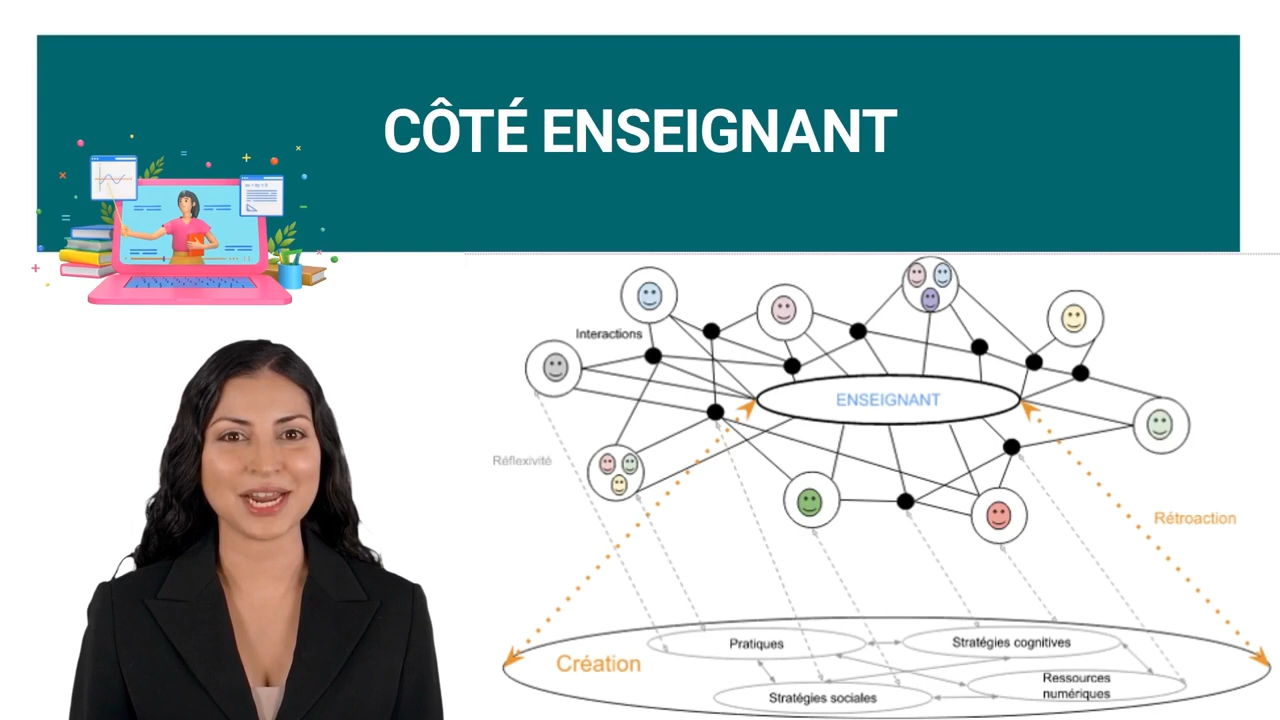 CÔTÉ ENSEIGNANT
Interactions
ENSEIGNANT
Réflexivité
Rétroaction
Création
Pratiques
Stratégies cognitives
Stratégies sociales
Ressources
numériques